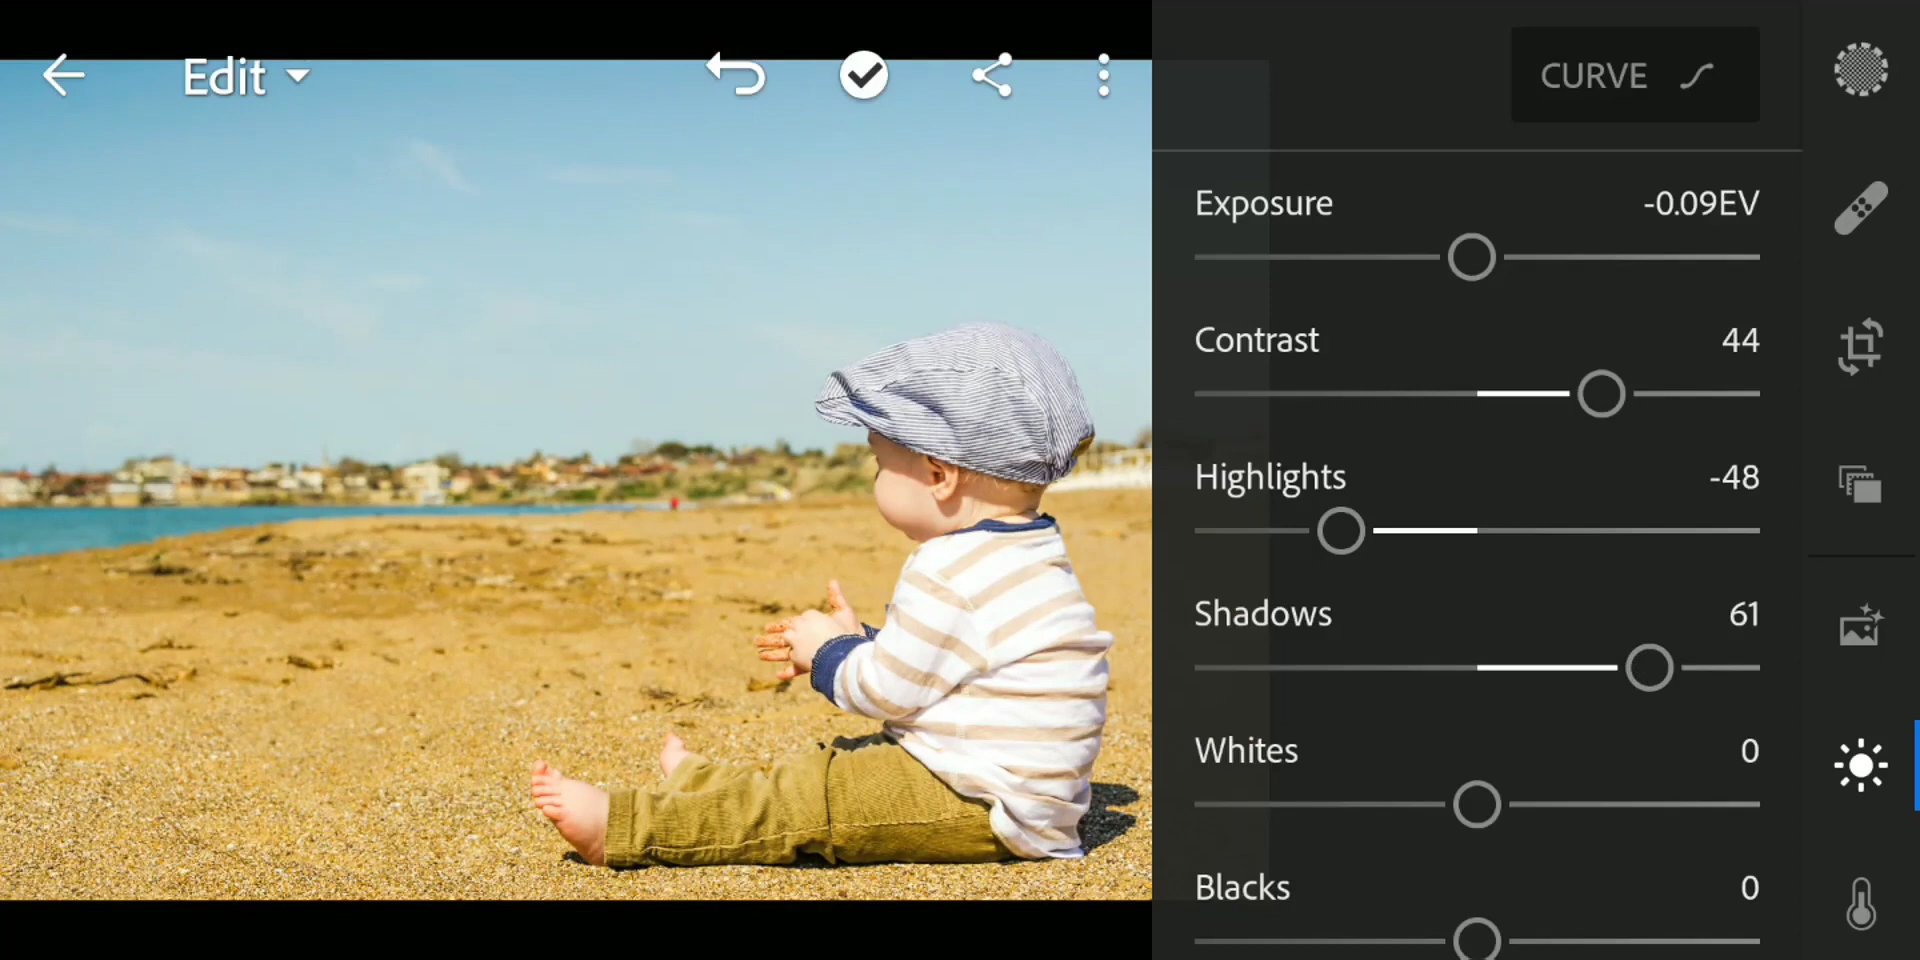 Edit
CURVE
Exposure -0.09EV
Contrast 44
Highlights -48
Shadows 61
Whites 0
Blacks 0